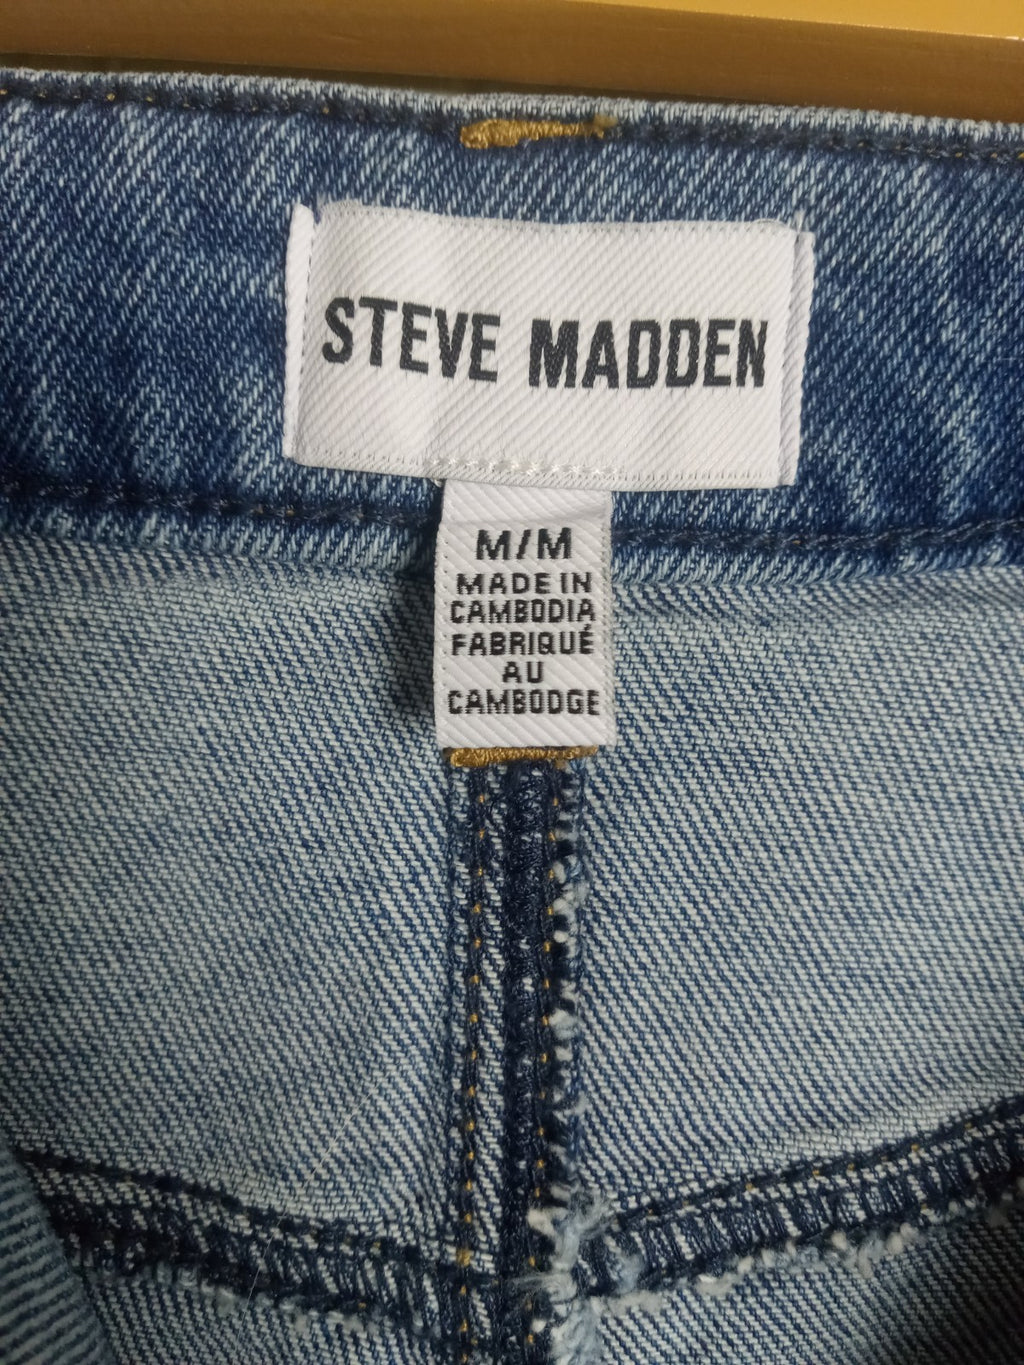 STEVE MADDEN
M/M
MADE IN
CAMBODIA
FABRIQUÉ
AU
CAMBODGE